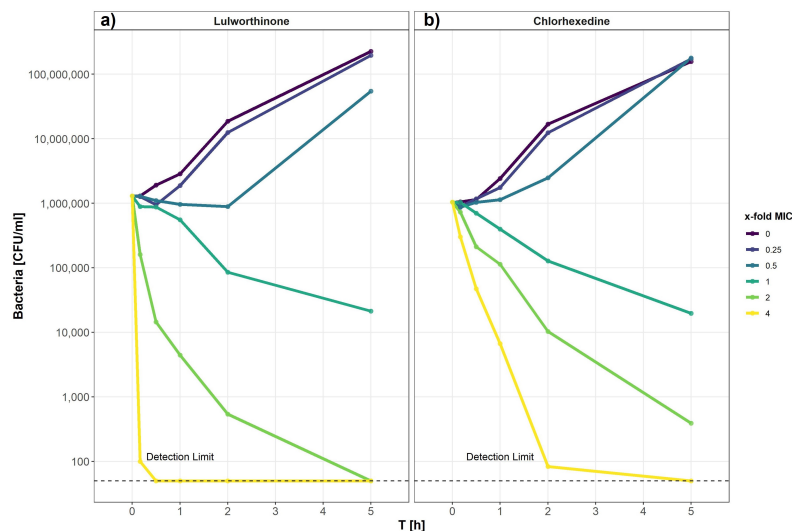 a) Lulworthinone
b) Chlorhexedine
Bacteria [CFU/ml]
100,000,000
10,000,000
1,000,000
100,000
10,000
1,000
100
Detection Limit
Detection Limit
0 1 2 3 4 5
0 1 2 3 4 5
T [h]
x-fold MIC
0
0.25
0.5
1
2
4